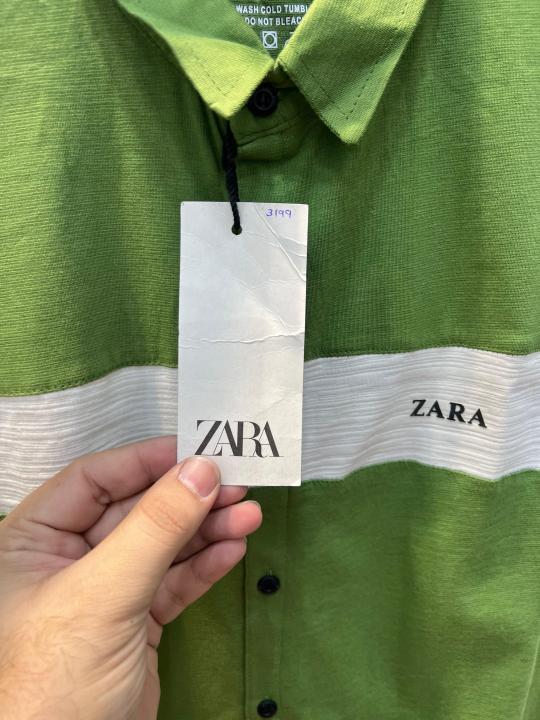 WASH COLD TUMBL
DO NOT BLEAC
3199
ZARA
ZARA